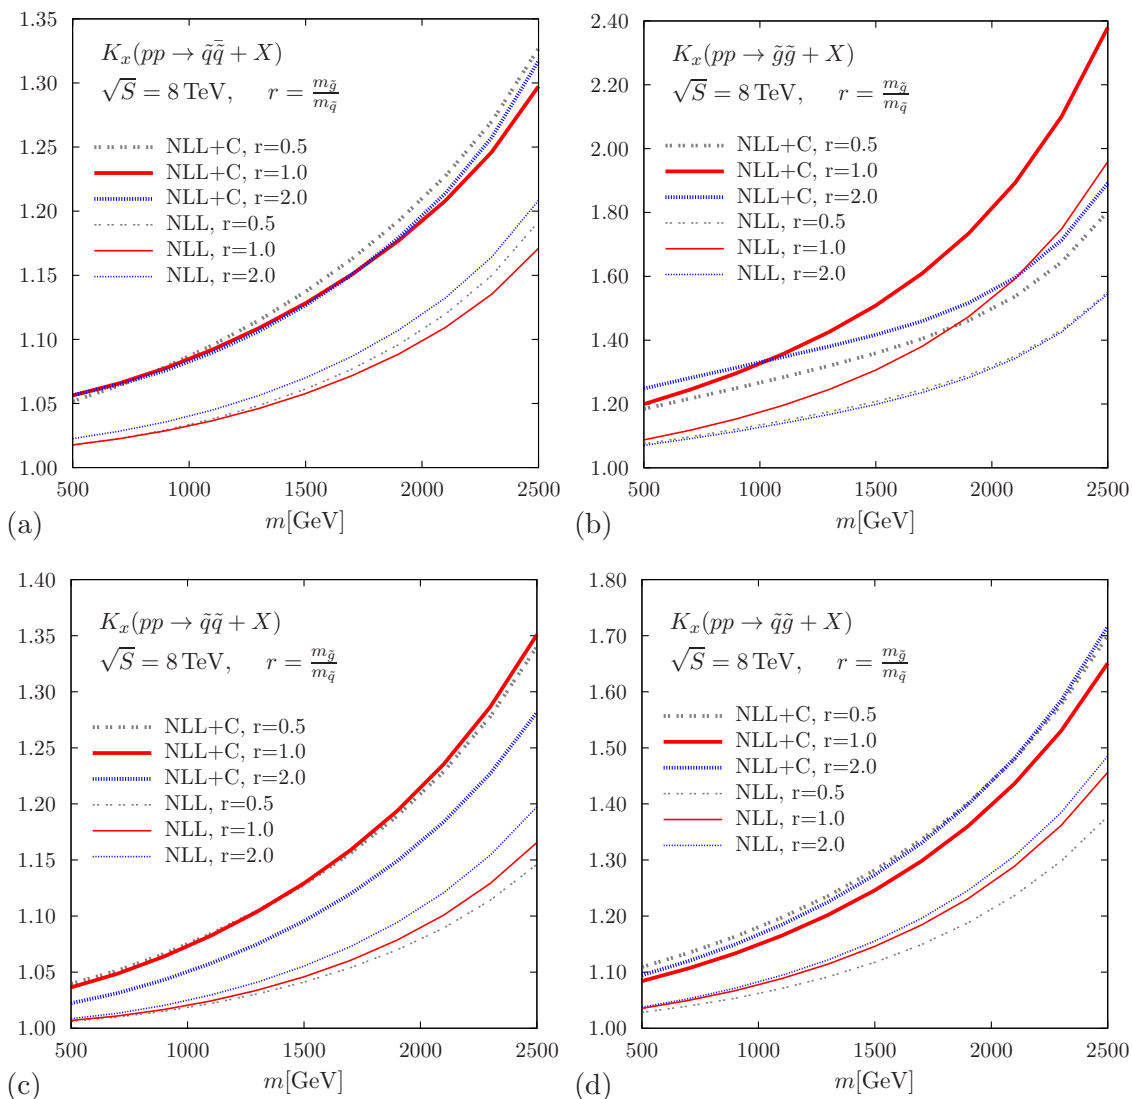 1.35
1.30
1.25
1.20
1.15
1.10
1.05
1.00
K_x(pp → q̃q̃̄ + X)
√S = 8 TeV, r = m_g̃/m_q̃
NLL+C, r=0.5
NLL+C, r=1.0
NLL+C, r=2.0
NLL, r=0.5
NLL, r=1.0
NLL, r=2.0
500 1000 1500 2000 2500
m[GeV]
(a)
2.40
2.20
2.00
1.80
1.60
1.40
1.20
1.00
K_x(pp → g̃g̃ + X)
√S = 8 TeV, r = m_g̃/m_q̃
NLL+C, r=0.5
NLL+C, r=1.0
NLL+C, r=2.0
NLL, r=0.5
NLL, r=1.0
NLL, r=2.0
500 1000 1500 2000 2500
m[GeV]
(b)
1.40
1.35
1.30
1.25
1.20
1.15
1.10
1.05
1.00
K_x(pp → q̃q̃ + X)
√S = 8 TeV, r = m_g̃/m_q̃
NLL+C, r=0.5
NLL+C, r=1.0
NLL+C, r=2.0
NLL, r=0.5
NLL, r=1.0
NLL, r=2.0
500 1000 1500 2000 2500
m[GeV]
(c)
1.80
1.70
1.60
1.50
1.40
1.30
1.20
1.10
1.00
K_x(pp → q̃g̃ + X)
√S = 8 TeV, r = m_g̃/m_q̃
NLL+C, r=0.5
NLL+C, r=1.0
NLL+C, r=2.0
NLL, r=0.5
NLL, r=1.0
NLL, r=2.0
500 1000 1500 2000 2500
m[GeV]
(d)